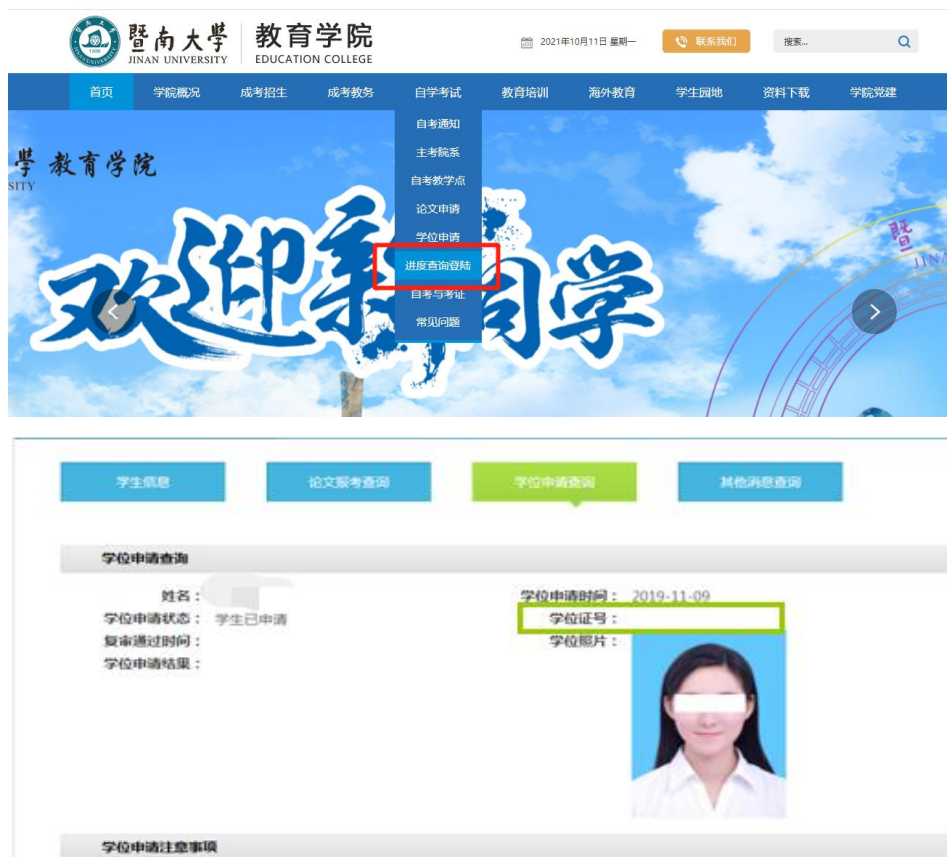 暨南大學
JINAN UNIVERSITY
教育学院
EDUCATION COLLEGE
2021年10月11日 星期一
联系我们
搜索...
首页 学院概况 成考招生 成考教务 自学考试 教育培训 海外教育 学生园地 资料下载 学院党建
自考通知
主考院系
自考教学点
论文申请
学位申请
进度查询登陆
自考与考证
常见问题
學 教育学院
SITY
欢迎新同学
暨
JINA
学生信息 论文报考查询 学位申请查询 其他消息查询
学位申请查询
姓名： 学位申请时间： 2019-11-09
学位申请状态： 学生已申请 学位证号：
复审通过时间： 学位照片：
学位申请结果：
学位申请注意事项